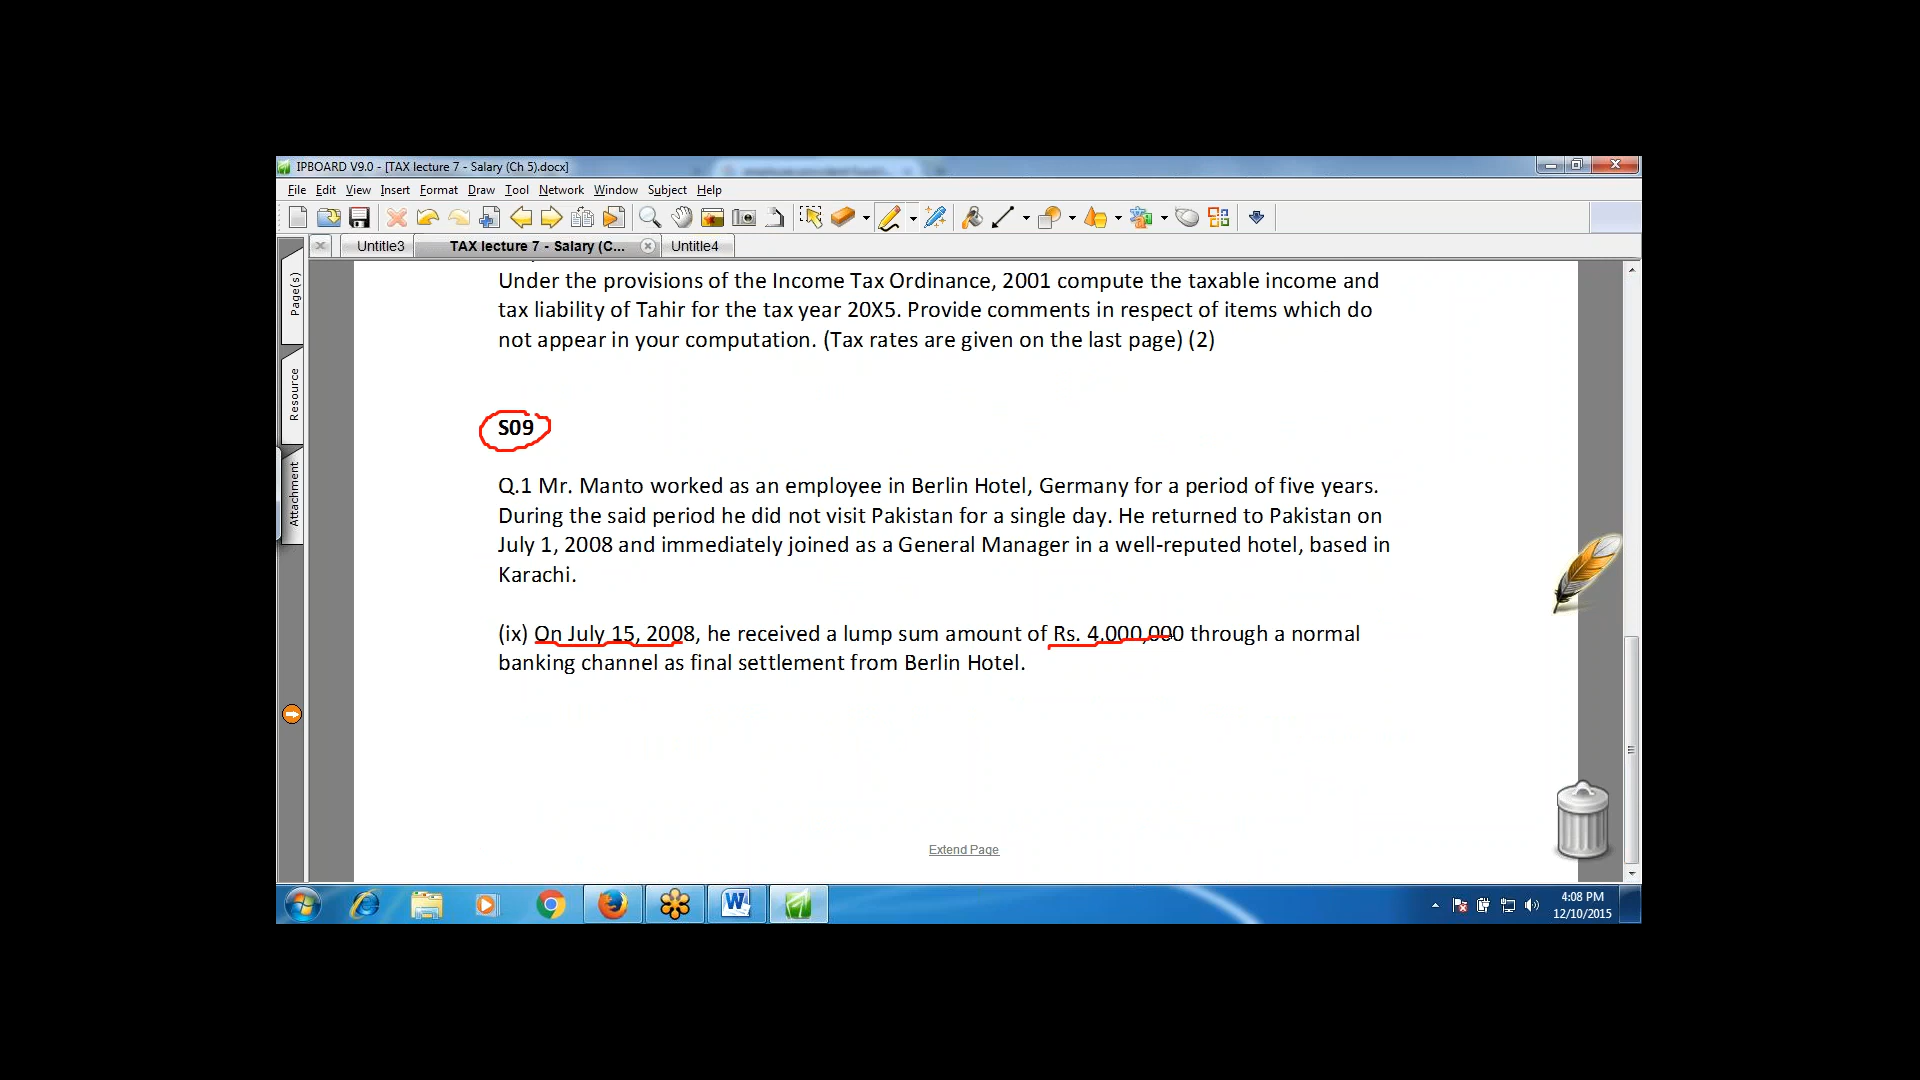 IPBOARD V9.0 - [TAX lecture 7 - Salary (Ch 5).docx]
File Edit View Insert Format Draw Tool Network Window Subject Help
Untitle3 TAX lecture 7 - Salary (C... Untitle4
Page(s)
Resource
Attachment
Under the provisions of the Income Tax Ordinance, 2001 compute the taxable income and
tax liability of Tahir for the tax year 20X5. Provide comments in respect of items which do
not appear in your computation. (Tax rates are given on the last page) (2)
S09
Q.1 Mr. Manto worked as an employee in Berlin Hotel, Germany for a period of five years.
During the said period he did not visit Pakistan for a single day. He returned to Pakistan on
July 1, 2008 and immediately joined as a General Manager in a well-reputed hotel, based in
Karachi.
(ix) On July 15, 2008, he received a lump sum amount of Rs. 4,000,000 through a normal
banking channel as final settlement from Berlin Hotel.
Extend Page
4:08 PM
12/10/2015